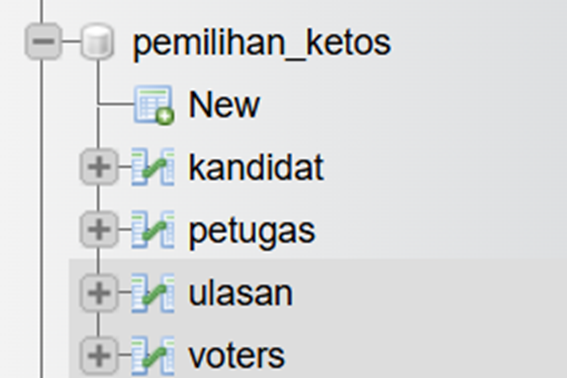 pemilihan_ketos
New
kandidat
petugas
ulasan
voters